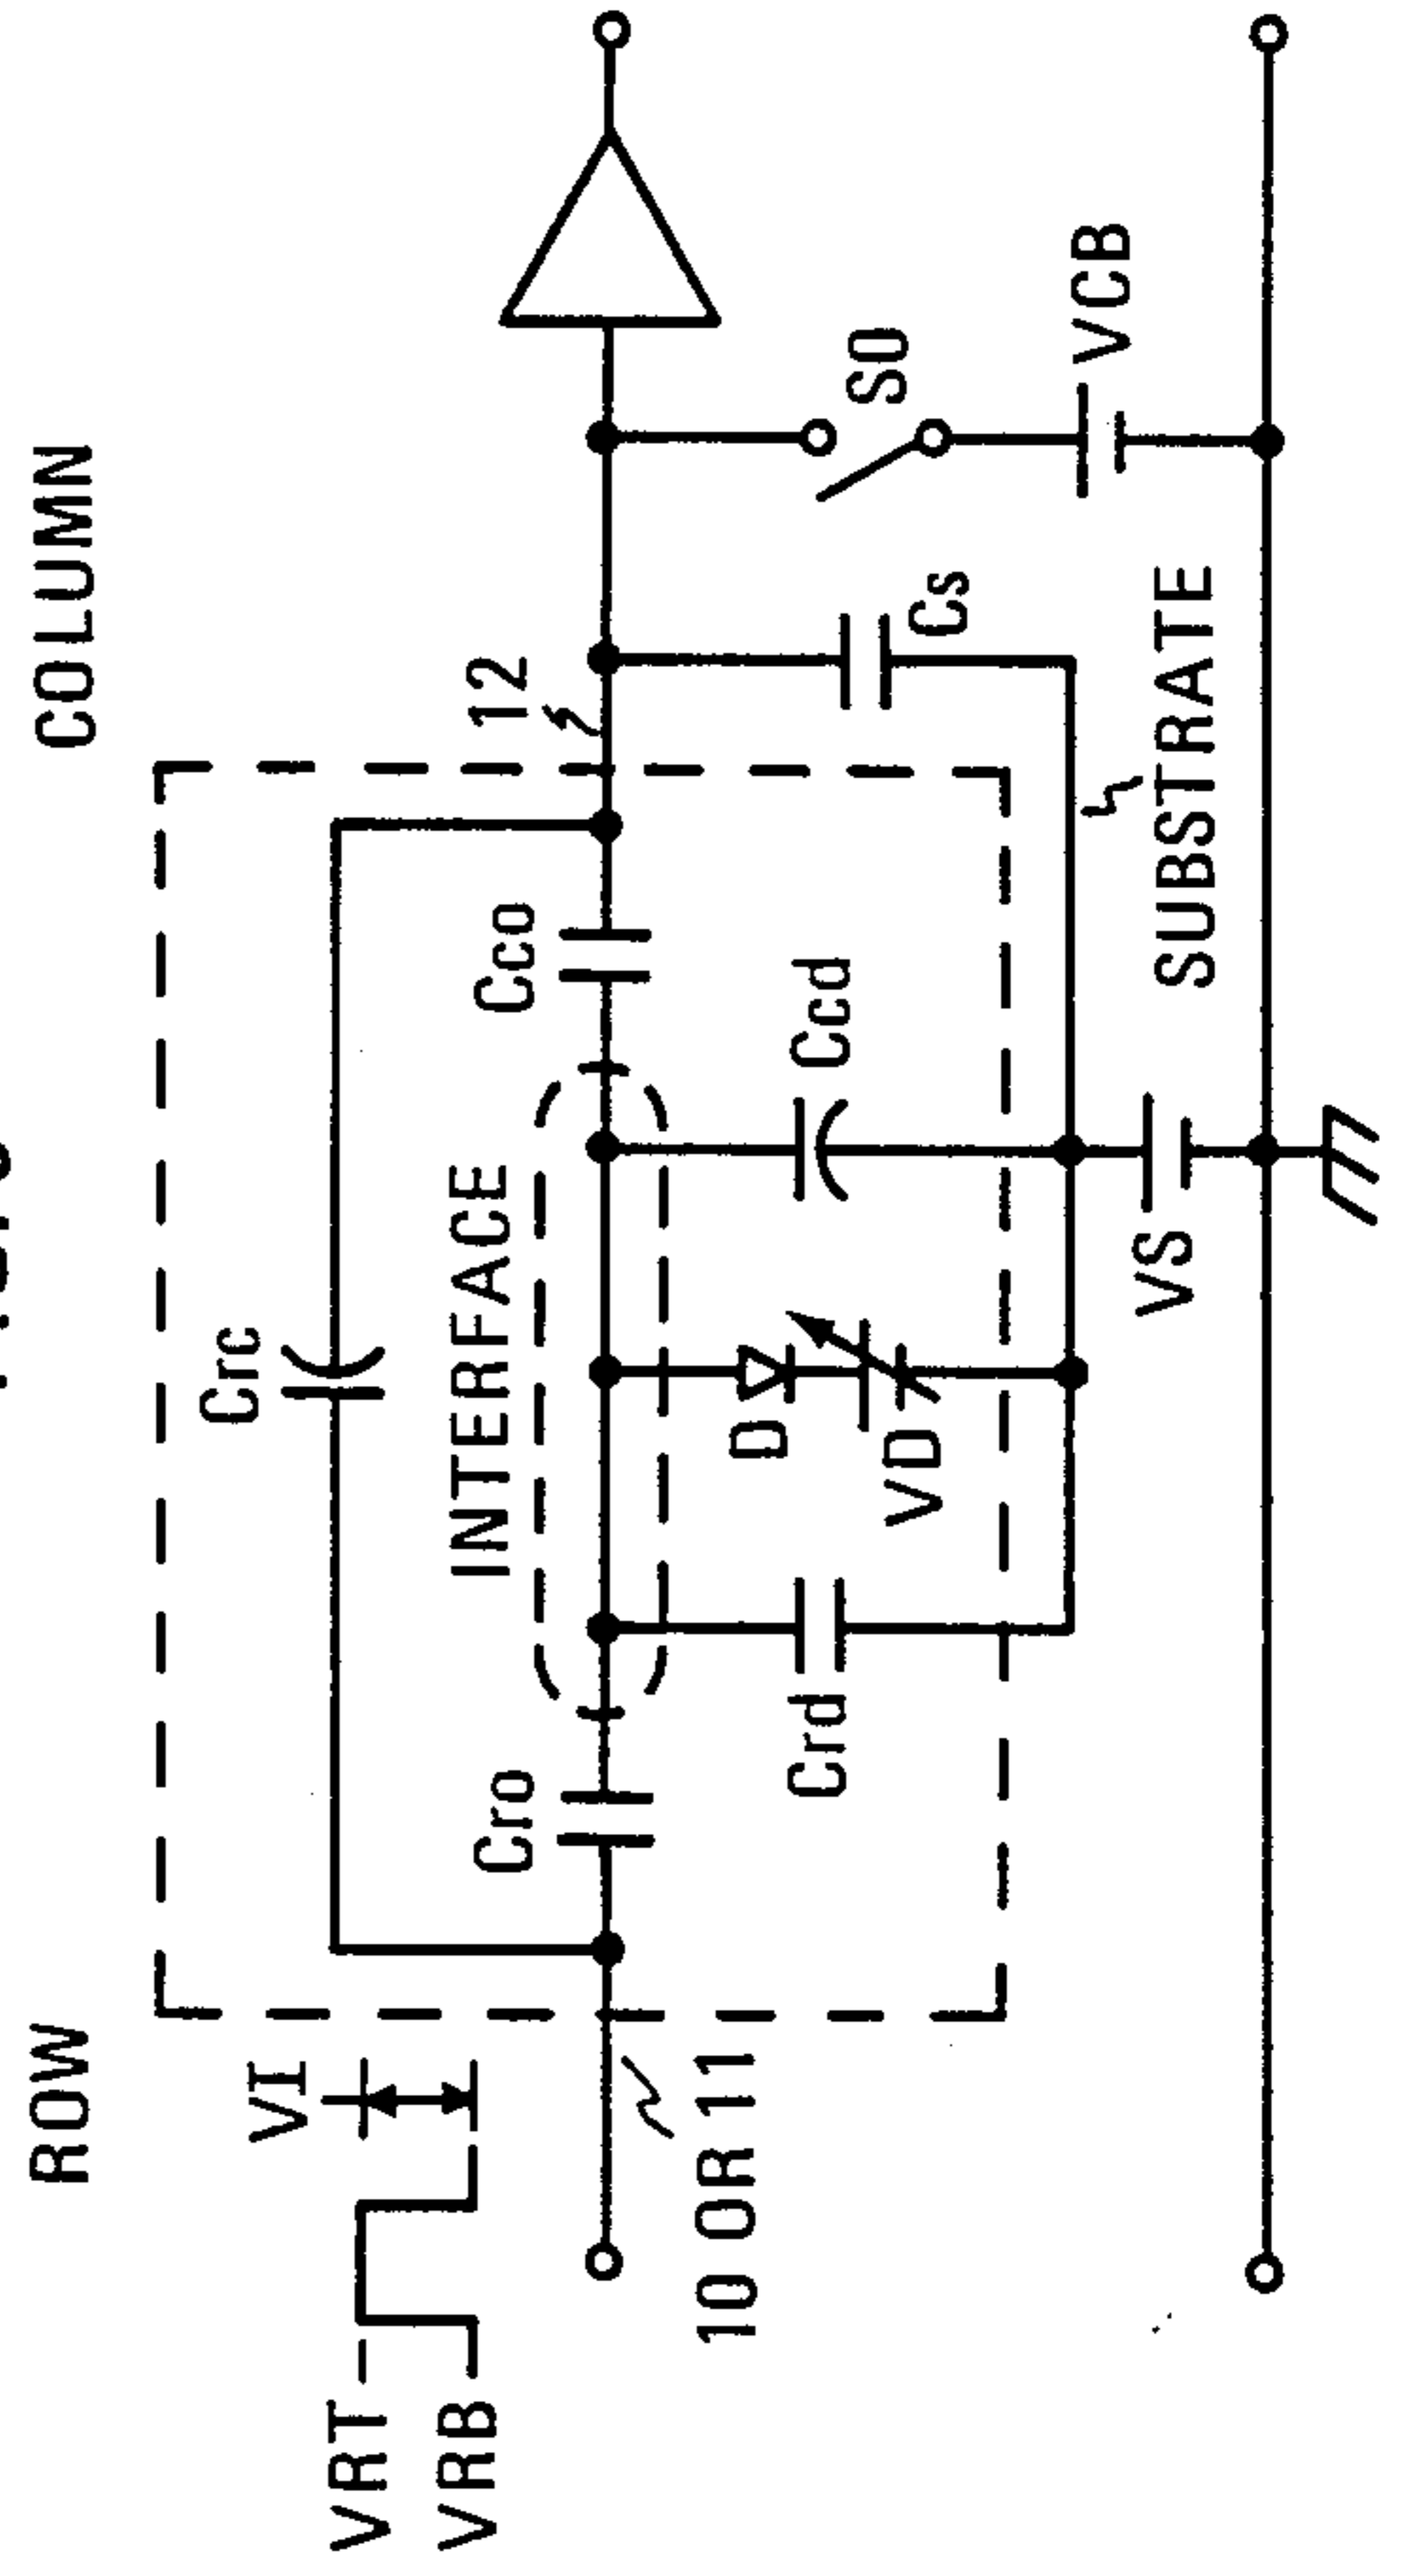 ROW
COLUMN
VRT
VRB
VI
Crc
INTERFACE
Cro
Cco
12
10 OR 11
Crd
D
VD
Ccd
Cs
SO
VS
SUBSTRATE
VCB